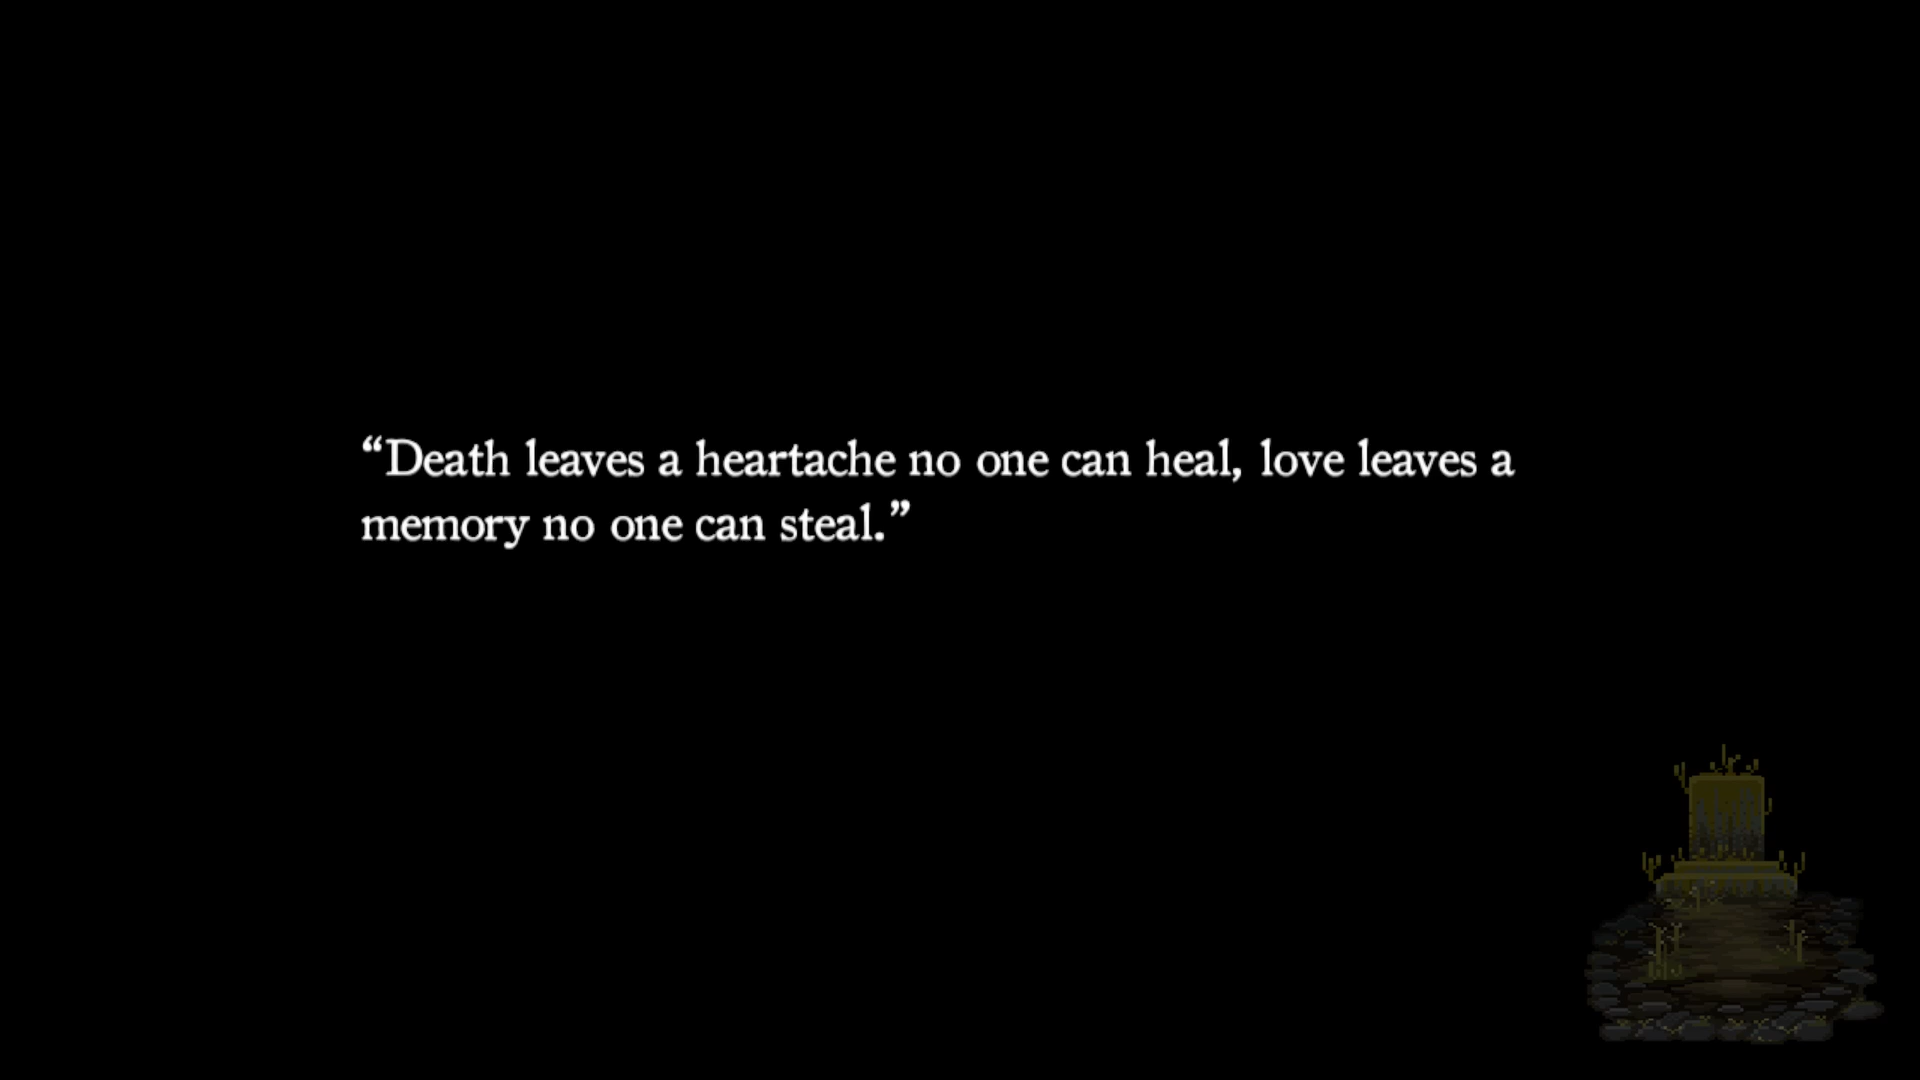 “Death leaves a heartache no one can heal, love leaves a
memory no one can steal.”